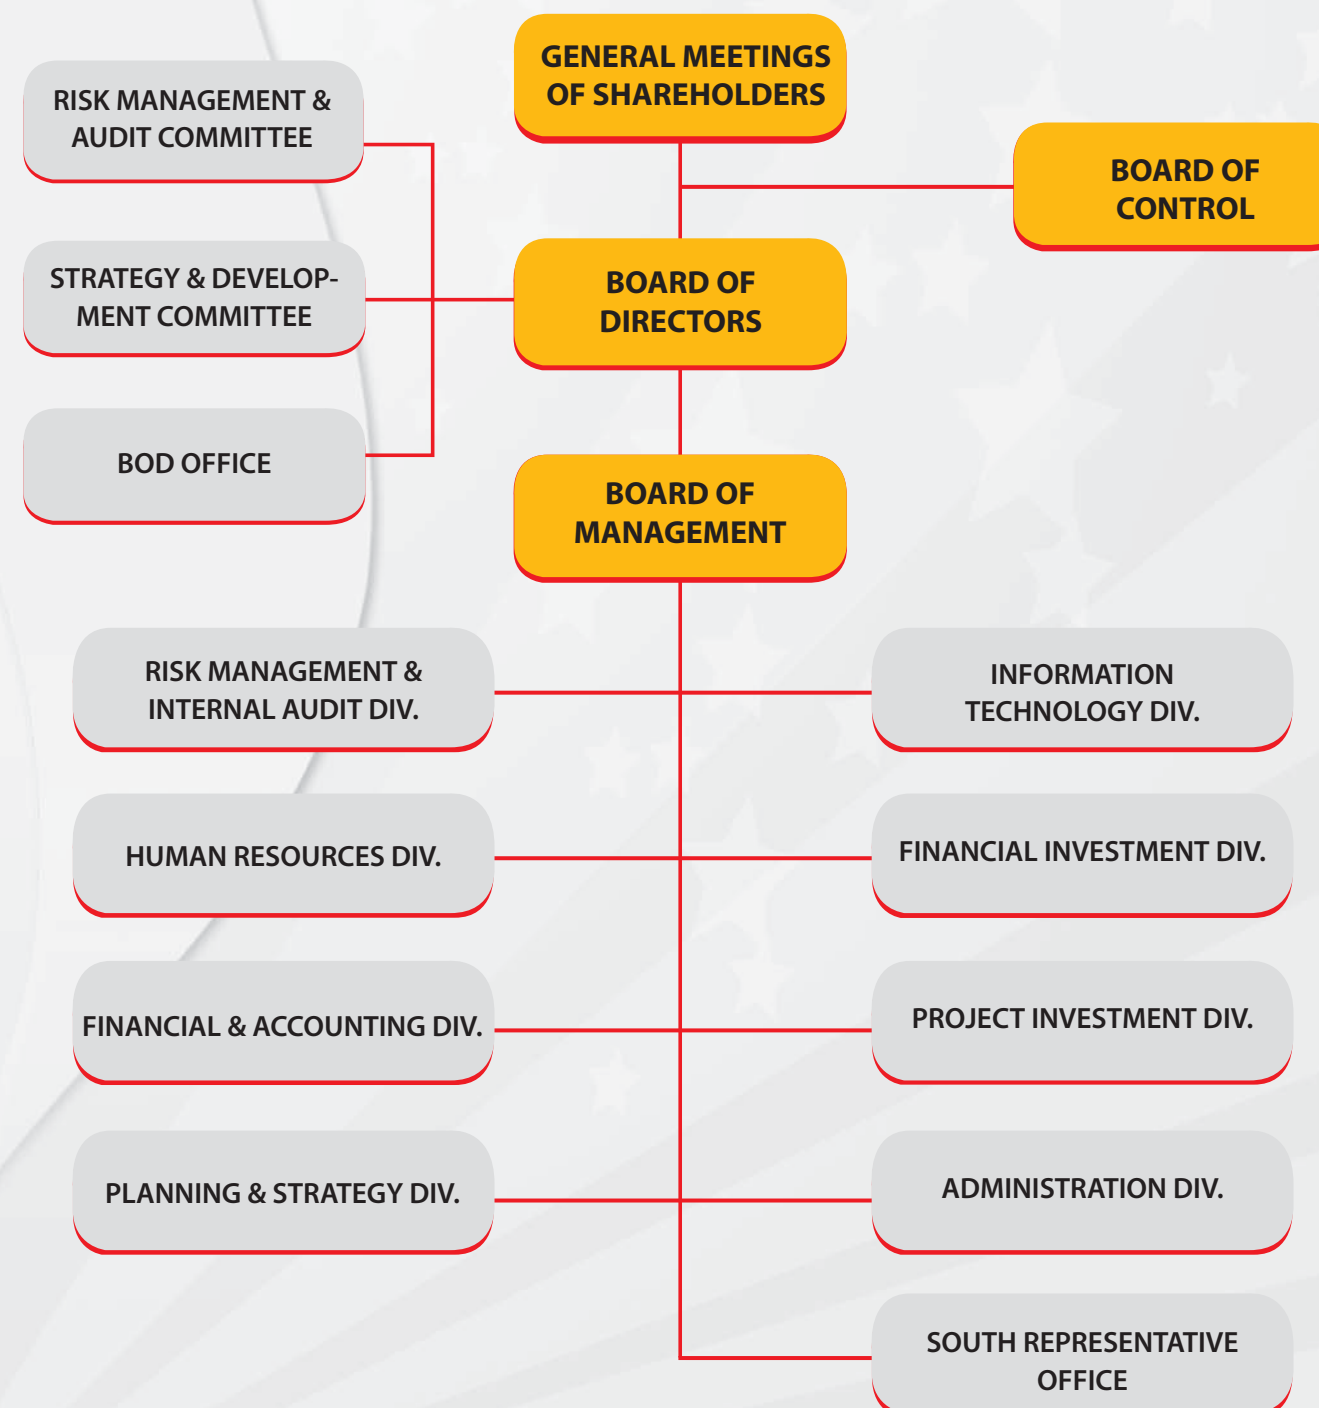 GENERAL MEETINGS
OF SHAREHOLDERS
RISK MANAGEMENT &
AUDIT COMMITTEE
BOARD OF
CONTROL
STRATEGY & DEVELOP-
MENT COMMITTEE
BOARD OF
DIRECTORS
BOD OFFICE
BOARD OF
MANAGEMENT
RISK MANAGEMENT &
INTERNAL AUDIT DIV.
INFORMATION
TECHNOLOGY DIV.
HUMAN RESOURCES DIV.
FINANCIAL INVESTMENT DIV.
FINANCIAL & ACCOUNTING DIV.
PROJECT INVESTMENT DIV.
PLANNING & STRATEGY DIV.
ADMINISTRATION DIV.
SOUTH REPRESENTATIVE
OFFICE